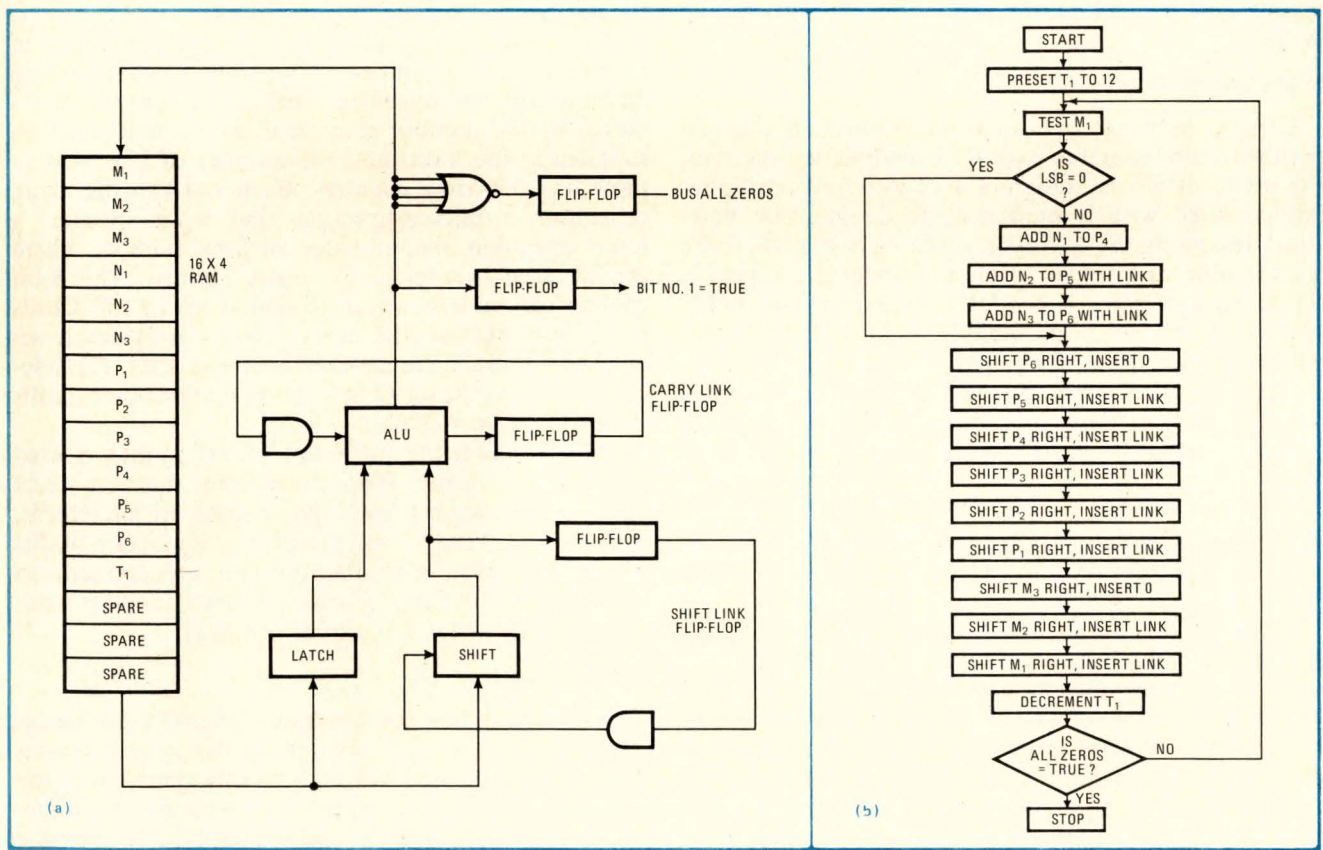 M1
M2
M3
N1
N2
N3
P1
P2
P3
P4
P5
P6
T1
SPARE
SPARE
SPARE
16 X 4
RAM
FLIP-FLOP
BUS ALL ZEROS
FLIP-FLOP
BIT NO. 1 = TRUE
CARRY LINK
FLIP-FLOP
ALU
FLIP-FLOP
FLIP-FLOP
SHIFT LINK
FLIP-FLOP
LATCH
SHIFT
(a)
START
PRESET T1 TO 12
TEST M1
YES
IS
LSB = 0
?
NO
ADD N1 TO P4
ADD N2 TO P5 WITH LINK
ADD N3 TO P6 WITH LINK
SHIFT P6 RIGHT, INSERT 0
SHIFT P5 RIGHT, INSERT LINK
SHIFT P4 RIGHT, INSERT LINK
SHIFT P3 RIGHT, INSERT LINK
SHIFT P2 RIGHT, INSERT LINK
SHIFT P1 RIGHT, INSERT LINK
SHIFT M3 RIGHT, INSERT 0
SHIFT M2 RIGHT, INSERT LINK
SHIFT M1 RIGHT, INSERT LINK
DECREMENT T1
IS
ALL ZEROS
= TRUE ?
NO
YES
STOP
(b)